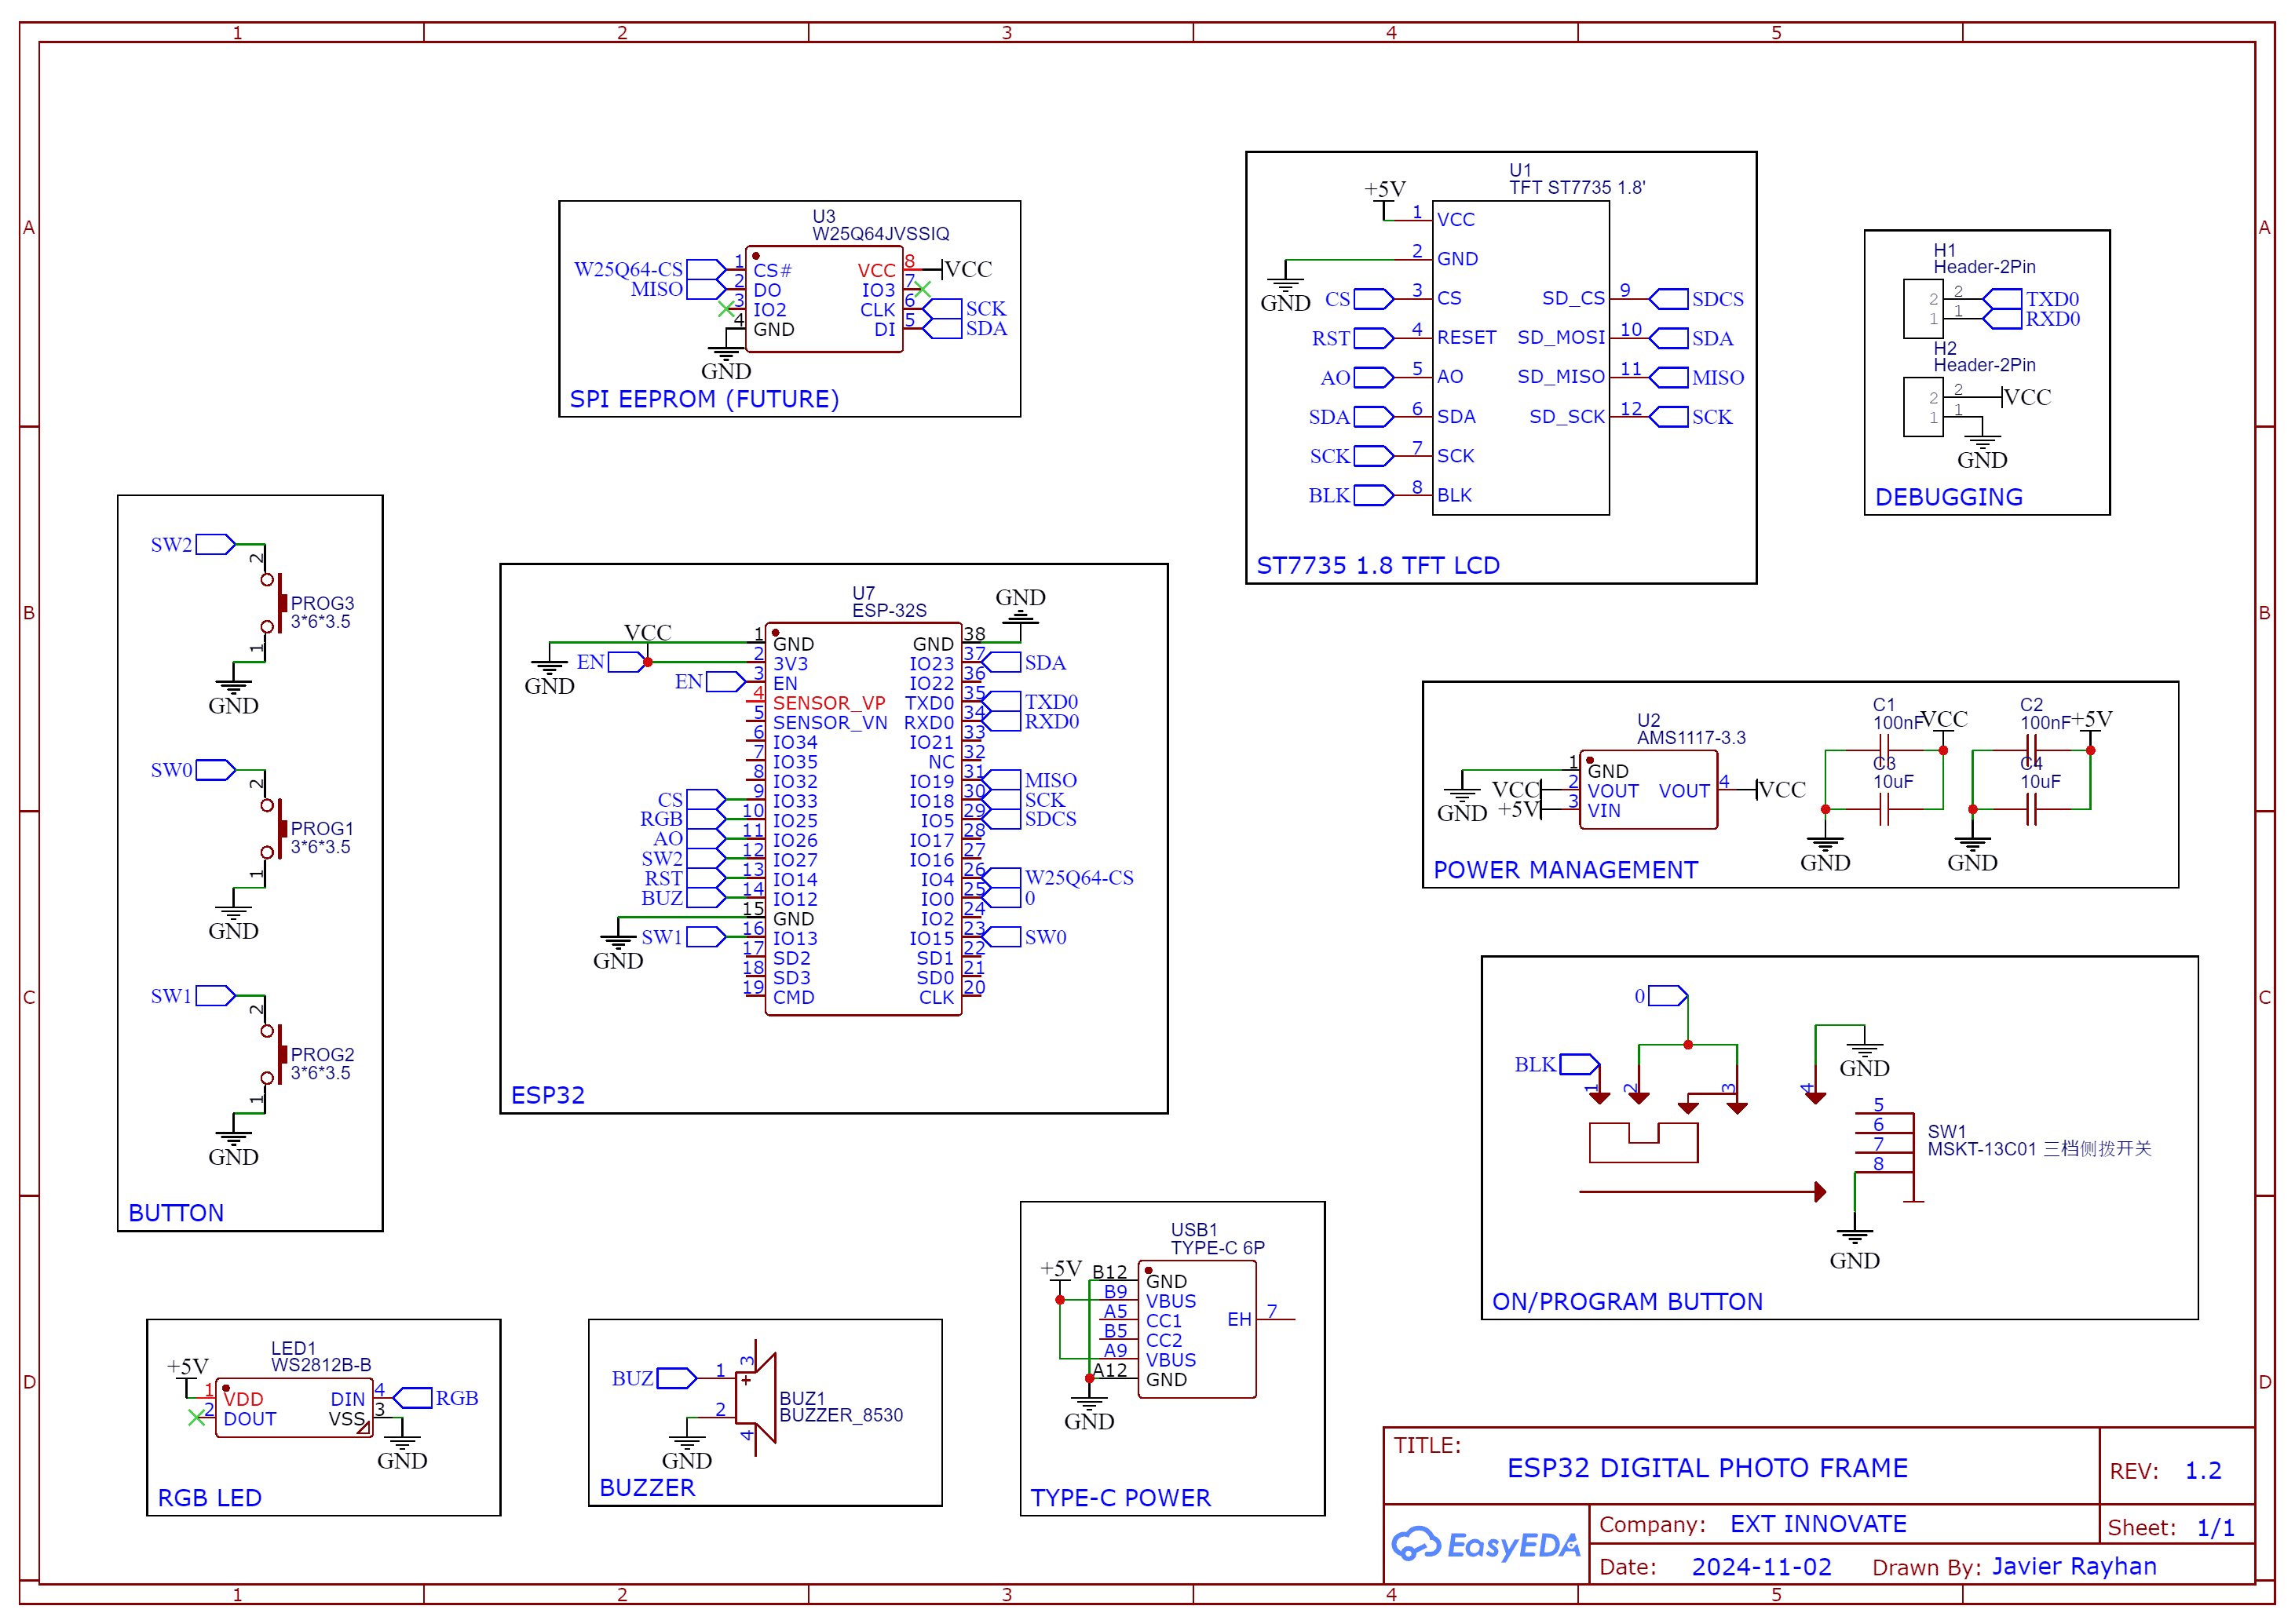 1 2 3 4 5
A
B
C
D
A
B
C
D
1 2 3 4 5
U3
W25Q64JVSSIQ
W25Q64-CS 1 CS# VCC 8 VCC
MISO 2 DO IO3 7
3 IO2 CLK 6 SCK
4 GND DI 5 SDA
GND
SPI EEPROM (FUTURE)
U1
TFT ST7735 1.8'
+5V 1 VCC
GND 2 GND
CS 3 CS SD_CS 9 SDCS
RST 4 RESET SD_MOSI 10 SDA
AO 5 AO SD_MISO 11 MISO
SDA 6 SDA SD_SCK 12 SCK
SCK 7 SCK
BLK 8 BLK
ST7735 1.8 TFT LCD
H1
Header-2Pin
2 2 TXD0
1 1 RXD0
H2
Header-2Pin
2 2 VCC
1 1
GND
DEBUGGING
SW2
2
PROG3
3*6*3.5
1
GND
SW0
2
PROG1
3*6*3.5
1
GND
SW1
2
PROG2
3*6*3.5
1
GND
BUTTON
U7
ESP-32S
GND
VCC
GND
1 GND GND 38
EN 2 3V3 IO23 37 SDA
EN 3 EN IO22 36
4 SENSOR_VP TXD0 35 TXD0
5 SENSOR_VN RXD0 34 RXD0
6 IO34 IO21 33
7 IO35 NC 32
8 IO32 IO19 31 MISO
CS 9 IO33 IO18 30 SCK
RGB 10 IO25 IO5 29 SDCS
AO 11 IO26 IO17 28
SW2 12 IO27 IO16 27
RST 13 IO14 IO4 26 W25Q64-CS
BUZ 14 IO12 IO0 25 0
15 GND IO2 24
SW1 16 IO13 IO15 23 SW0
17 SD2 SD1 22
18 SD3 SD0 21
19 CMD CLK 20
GND
ESP32
U2
AMS1117-3.3
1 GND
VCC 2 VOUT VOUT 4 VCC
+5V 3 VIN
GND
C1
100nF VCC
C3
10uF
GND
C2
100nF +5V
C4
10uF
GND
POWER MANAGEMENT
0
BLK
1 2 3 4
GND
5
6
7
8
SW1
MSKT-13C01 三档侧拨开关
GND
ON/PROGRAM BUTTON
USB1
TYPE-C 6P
+5V B12 GND
B9 VBUS
A5 CC1 EH 7
B5 CC2
A9 VBUS
A12 GND
GND
TYPE-C POWER
LED1
WS2812B-B
+5V
1 VDD DIN 4 RGB
2 DOUT VSS 3
GND
RGB LED
BUZ 1 + 3
2 4
BUZ1
BUZZER_8530
GND
BUZZER
TITLE:
ESP32 DIGITAL PHOTO FRAME
REV: 1.2
EasyEDA
Company: EXT INNOVATE
Sheet: 1/1
Date: 2024-11-02 Drawn By: Javier Rayhan